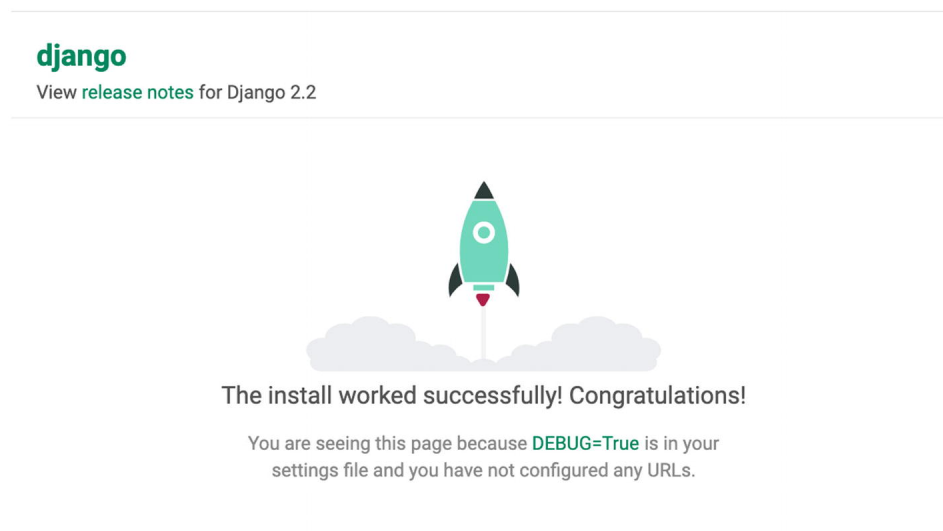 django
View release notes for Django 2.2
The install worked successfully! Congratulations!
You are seeing this page because DEBUG=True is in your
settings file and you have not configured any URLs.